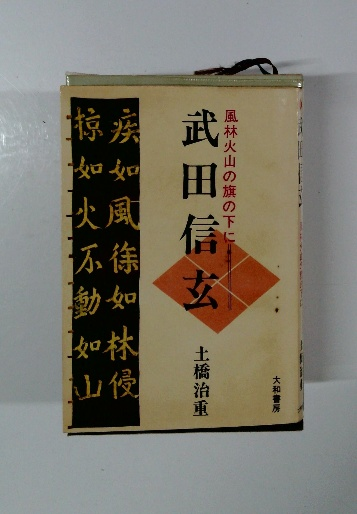 風林火山の旗の下に
武田信玄
土橋治重
大和書房
疾如風徐如林侵
掠如火不動如山